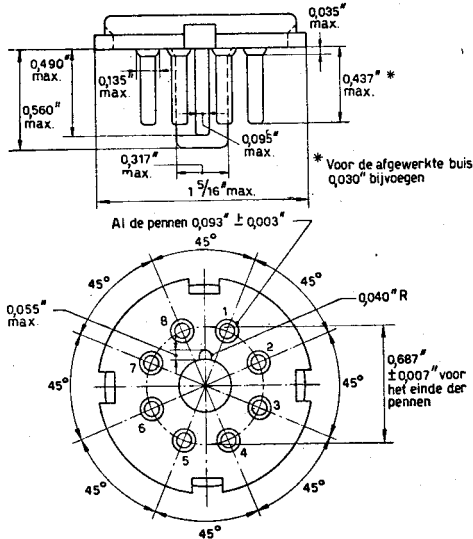 0,035"
max.
0,490"
max.
0,135"
max.
0,437" *
max.
0,560"
max.
0,095"
max.
0,317"
max.
* Voor de afgewerkte buis
0,030" bijvoegen
1 5/16" max.
Al de pennen 0,093" ± 0,003"
45°
45°
45°
45°
45°
45°
45°
45°
0,055"
max.
0,040" R
8
1
7
2
6
3
5
4
0,687"
±0,007" voor
het einde der
pennen